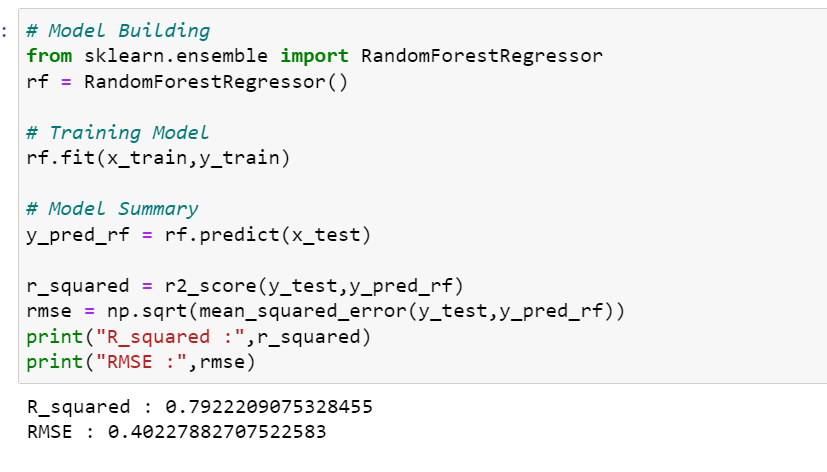 :
# Model Building
from sklearn.ensemble import RandomForestRegressor
rf = RandomForestRegressor()
# Training Model
rf.fit(x_train,y_train)
# Model Summary
y_pred_rf = rf.predict(x_test)
r_squared = r2_score(y_test,y_pred_rf)
rmse = np.sqrt(mean_squared_error(y_test,y_pred_rf))
print("R_squared :",r_squared)
print("RMSE :",rmse)
R_squared : 0.7922209075328455
RMSE : 0.40227882707522583